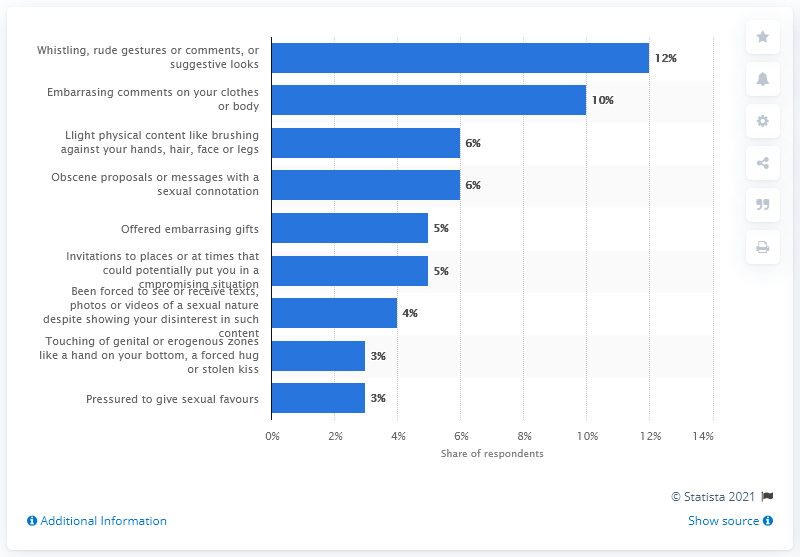 Whistling, rude gestures or comments, or
suggestive looks
12%
Embarrasing comments on your clothes
or body
10%
Llight physical content like brushing
against your hands, hair, face or legs
6%
Obscene proposals or messages with a
sexual connotation
6%
Offered embarrasing gifts
5%
Invitations to places or at times that
could potentially put you in a
cmpromising situation
5%
Been forced to see or receive texts,
photos or videos of a sexual nature
despite showing your disinterest in such
content
4%
Touching of genital or erogenous zones
like a hand on your bottom, a forced hug
or stolen kiss
3%
Pressured to give sexual favours
3%
0% 2% 4% 6% 8% 10% 12% 14%
Share of respondents
© Statista 2021
Additional Information
Show source